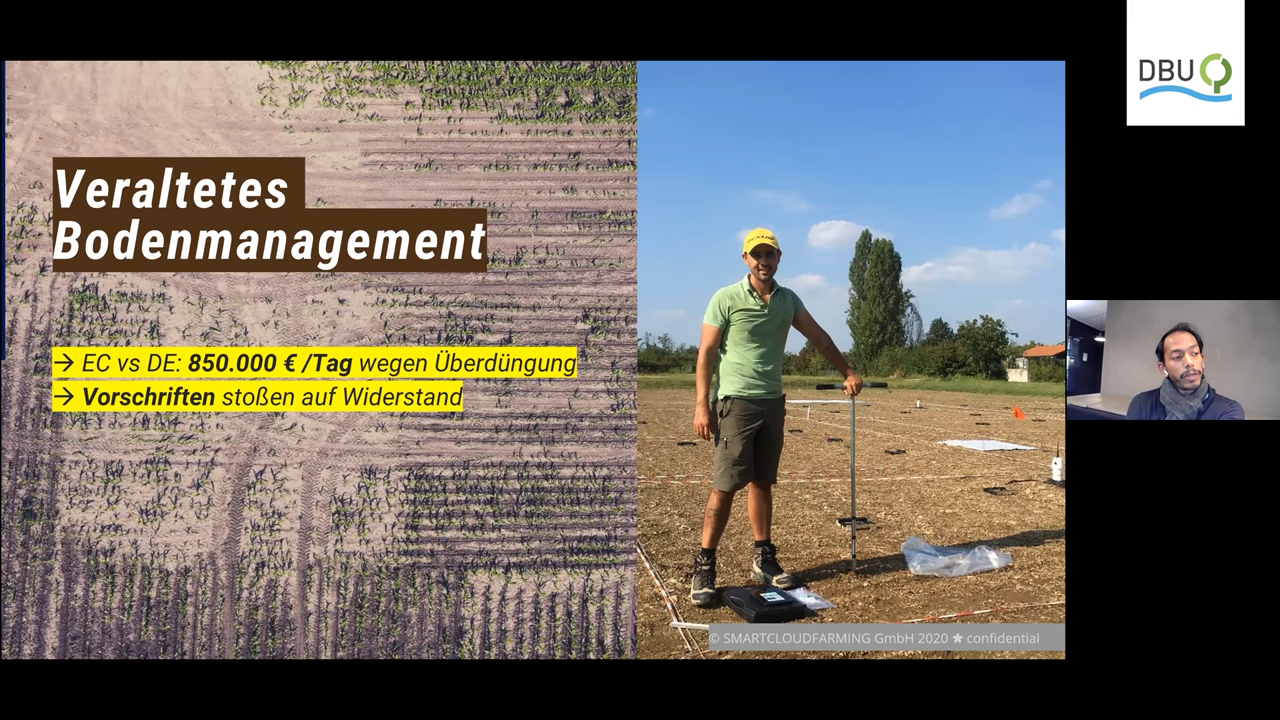 DBU
Veraltetes
Bodenmanagement
→ EC vs DE: 850.000 € /Tag wegen Überdüngung
→ Vorschriften stoßen auf Widerstand
© SMARTCLOUDFARMING GmbH 2020 ✱ confidential